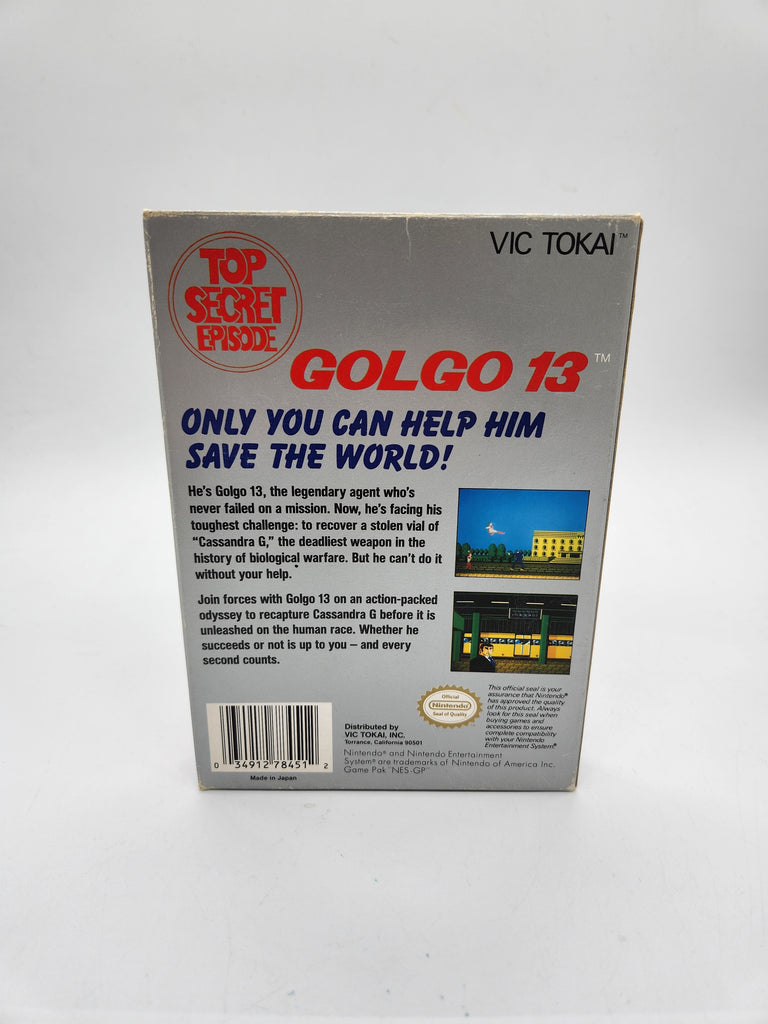 VIC TOKAI™
TOP
SECRET
EPISODE
GOLGO 13™
ONLY YOU CAN HELP HIM
SAVE THE WORLD!
He's Golgo 13, the legendary agent who's
never failed on a mission. Now, he's facing his
toughest challenge: to recover a stolen vial of
"Cassandra G," the deadliest weapon in the
history of biological warfare. But he can't do it
without your help.
Join forces with Golgo 13 on an action-packed
odyssey to recapture Cassandra G before it is
unleashed on the human race. Whether he
succeeds or not is up to you – and every
second counts.
Official
Nintendo
Seal of Quality
This official seal is your
assurance that Nintendo®
has approved the quality
of this product. Always
look for this seal when
buying games and
accessories to ensure
complete compatibility
with your Nintendo
Entertainment System®.
0 34912 78451 2
Made in Japan
Distributed by
VIC TOKAI, INC.
Torrance, California 90501
Nintendo® and Nintendo Entertainment
System® are trademarks of Nintendo of America Inc.
Game Pak "NES-GP"